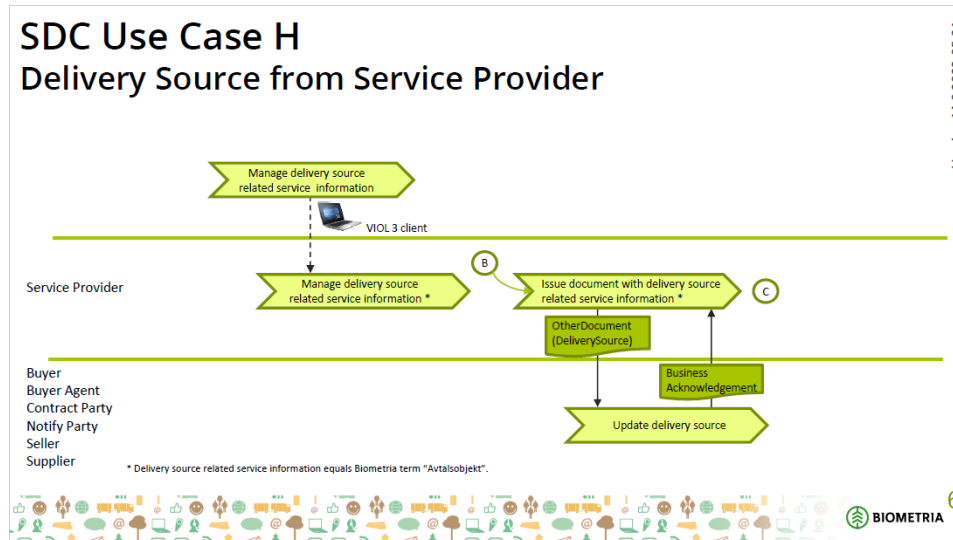 SDC Use Case H
Delivery Source from Service Provider
Manage delivery source
related service information
VIOL 3 client
Service Provider
Manage delivery source
related service information *
B
Issue document with delivery source
related service information *
C
OtherDocument
(DeliverySource)
Business
Acknowledgement
Buyer
Buyer Agent
Contract Party
Notify Party
Seller
Supplier
Update delivery source
* Delivery source related service information equals Biometria term “Avtalsobjekt”.
BIOMETRIA
6